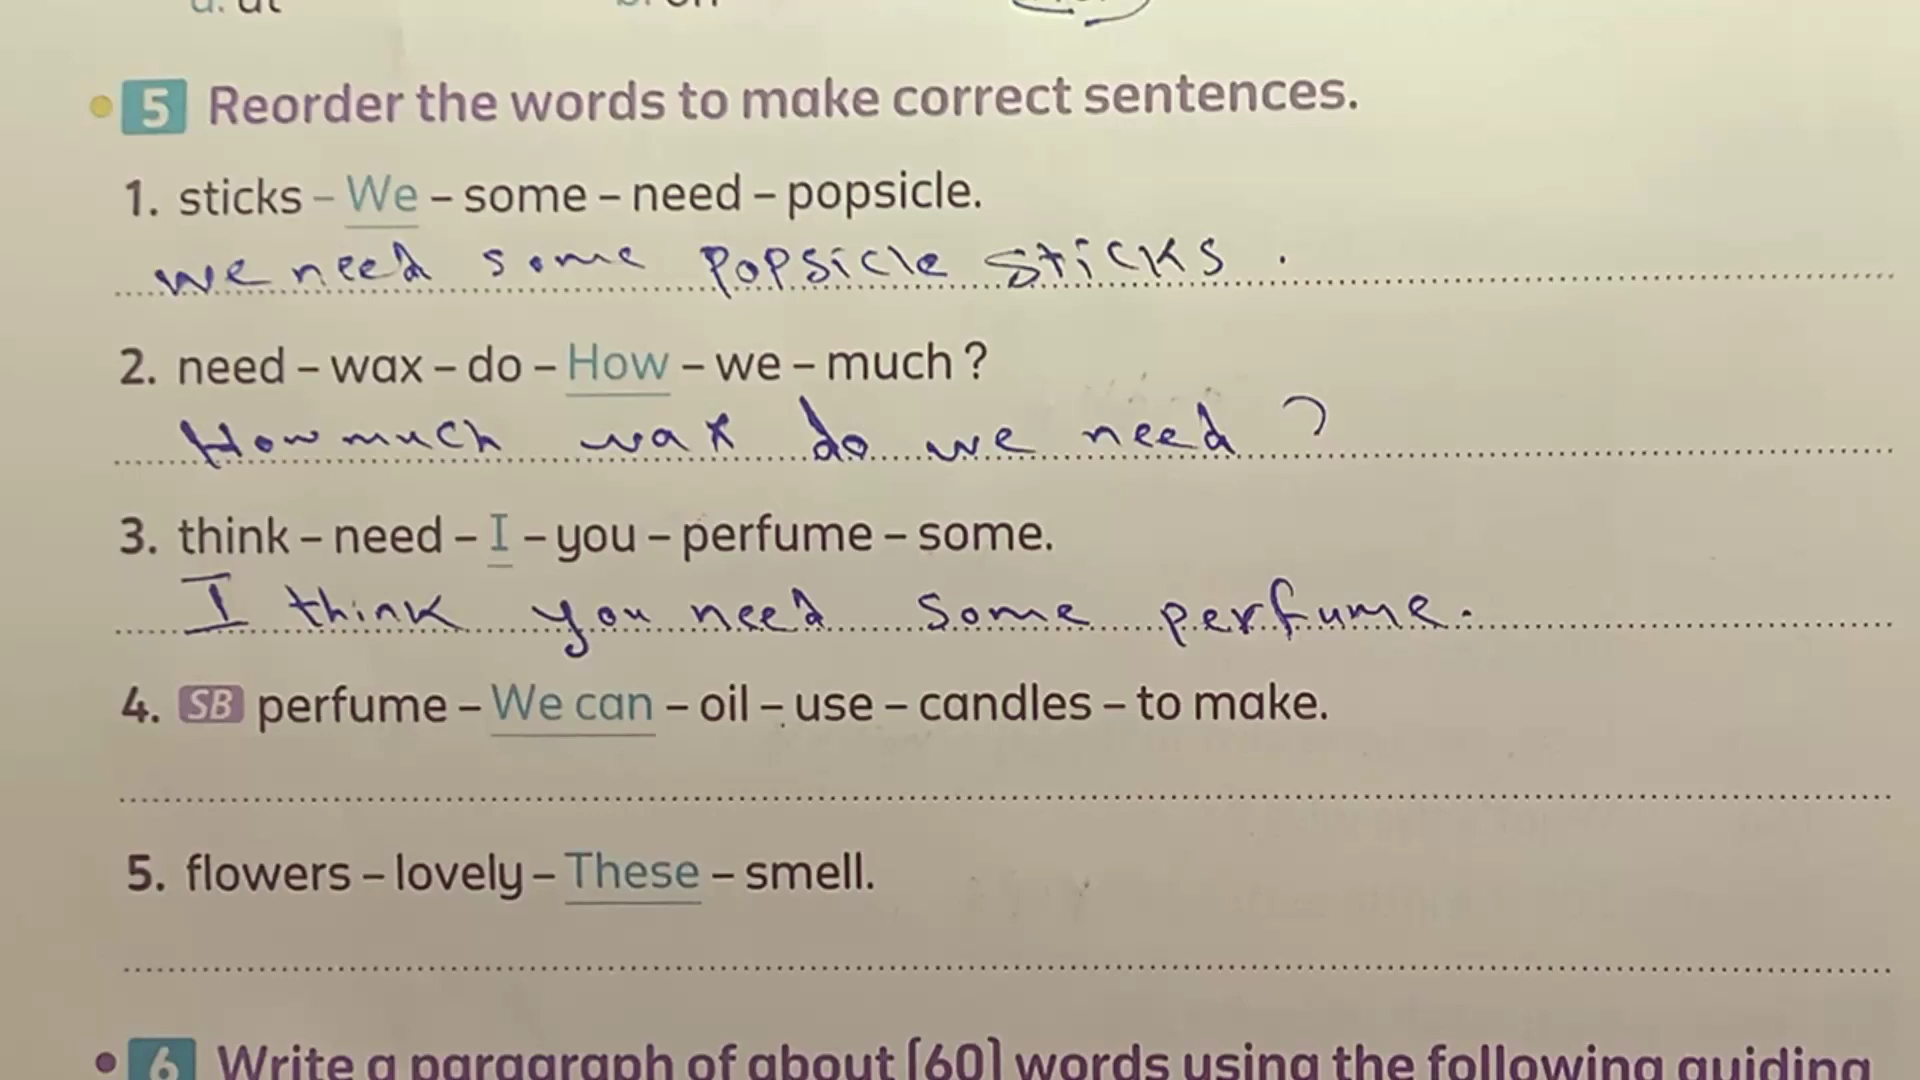 5 Reorder the words to make correct sentences.
1. sticks – We – some – need – popsicle.
we need some popsicle sticks .
2. need – wax – do – How – we – much ?
How much wax do we need ?
3. think – need – I – you – perfume – some.
I think you need some perfume.
4. SB perfume – We can – oil – use – candles – to make.
5. flowers – lovely – These – smell.
6 Write a paragraph of about (60) words using the following guiding